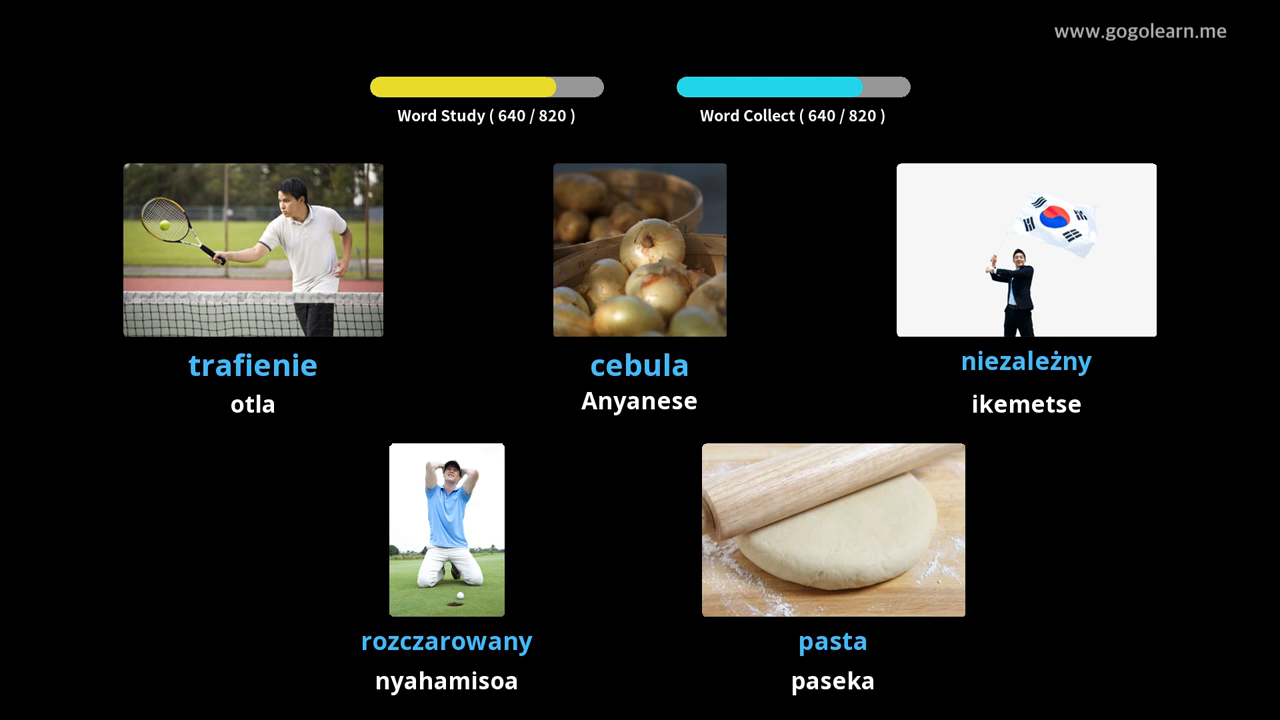 www.gogolearn.me
Word Study ( 640 / 820 )
Word Collect ( 640 / 820 )
trafienie
otla
cebula
Anyanese
niezależny
ikemetse
rozczarowany
nyahamisoa
pasta
paseka